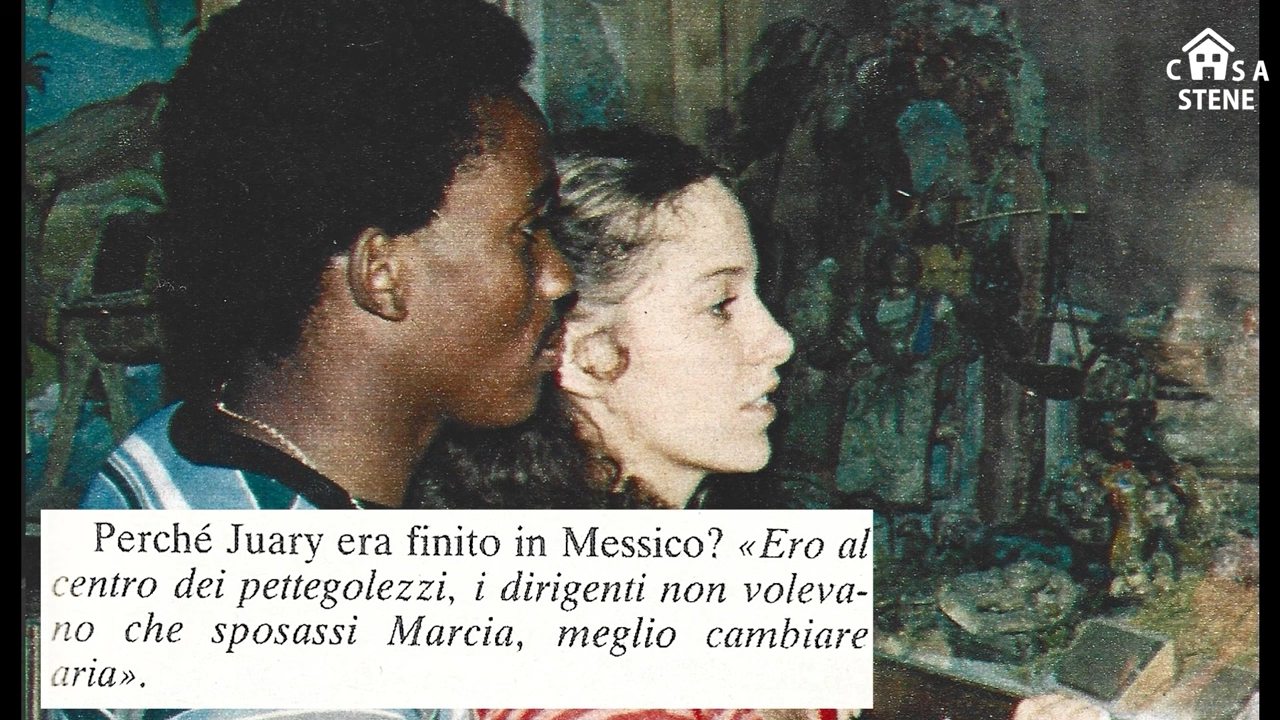 CASA
STENE
Perché Juary era finito in Messico? «Ero al
centro dei pettegolezzi, i dirigenti non voleva-
no che sposassi Marcia, meglio cambiare
aria».